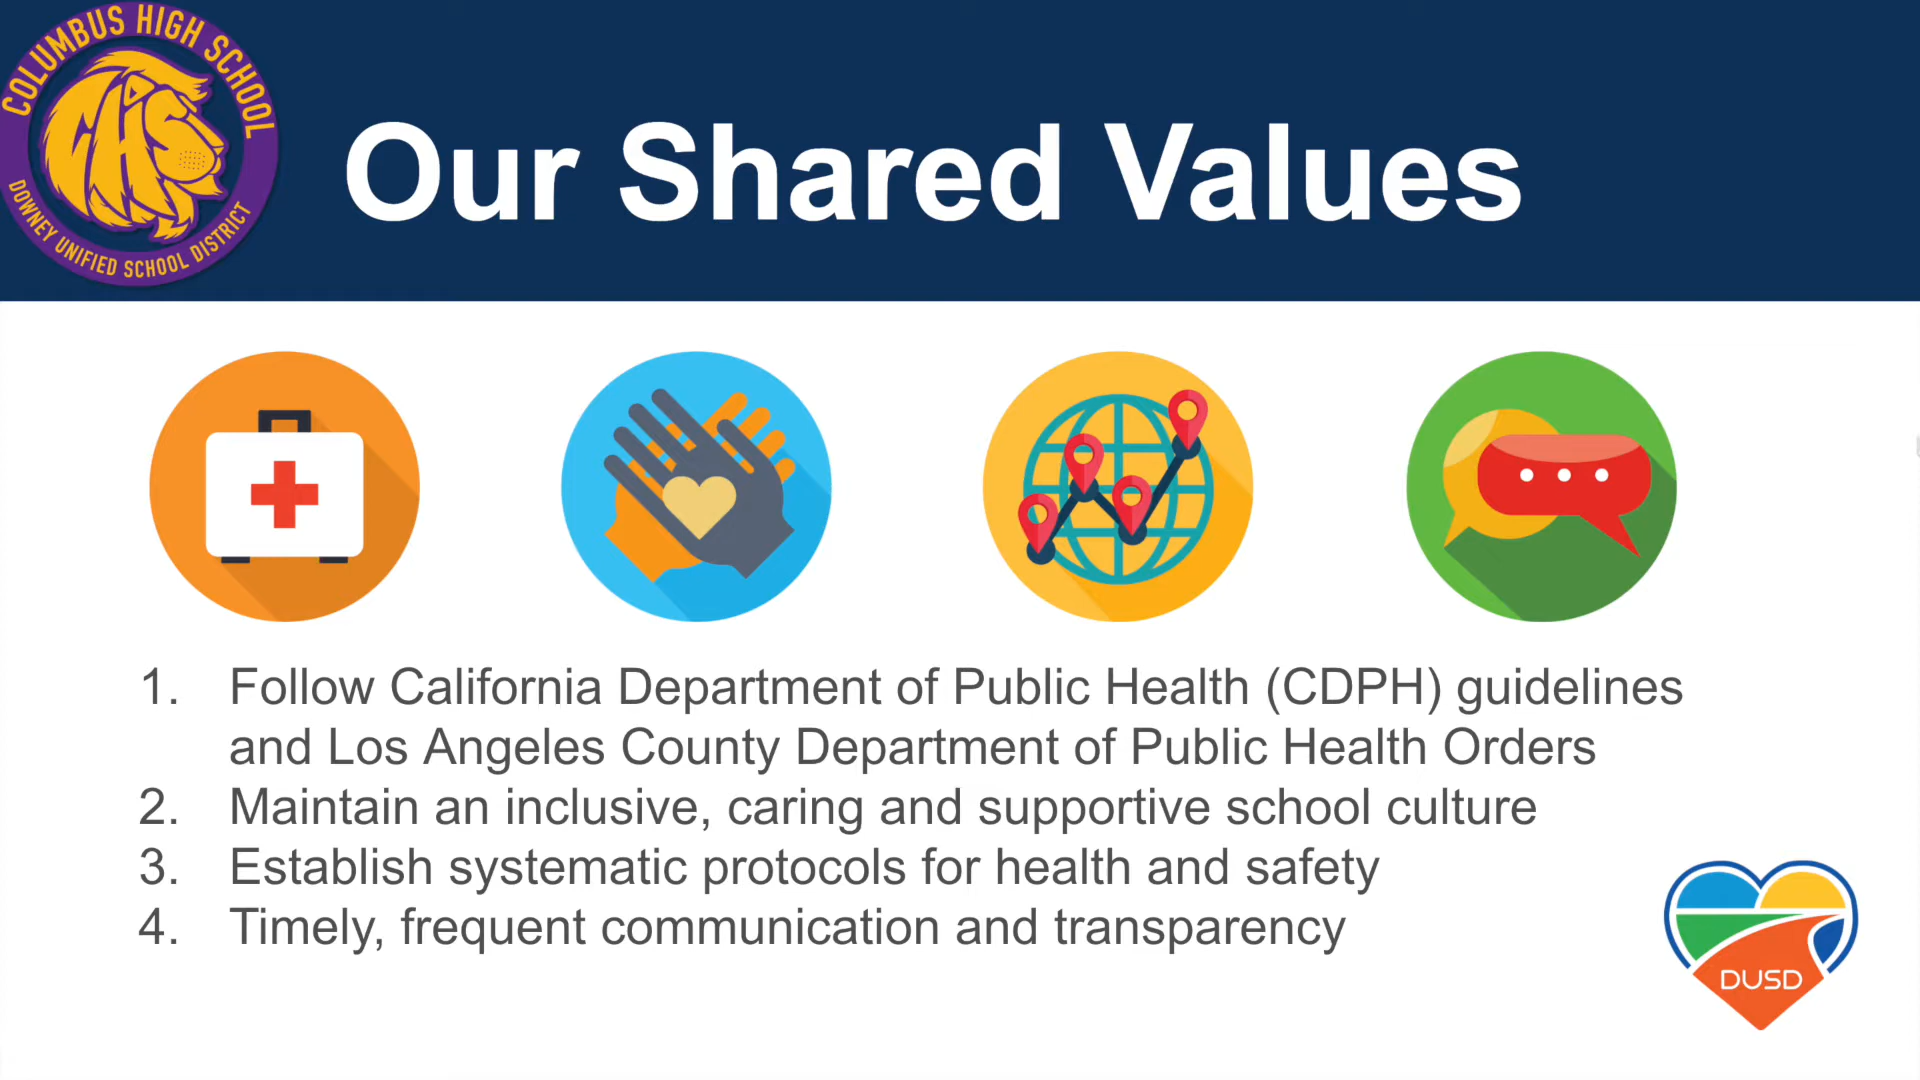 COLUMBUS HIGH SCHOOL
CHS
DOWNEY UNIFIED SCHOOL DISTRICT
Our Shared Values
1. Follow California Department of Public Health (CDPH) guidelines
and Los Angeles County Department of Public Health Orders
2. Maintain an inclusive, caring and supportive school culture
3. Establish systematic protocols for health and safety
4. Timely, frequent communication and transparency
DUSD